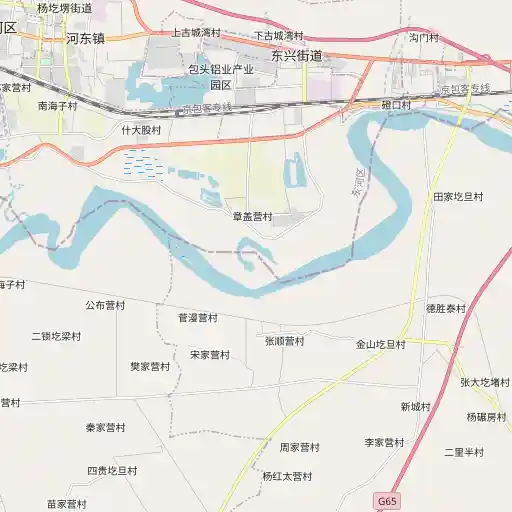 杨圪塄街道
河区
河东镇
上古城湾村
下古城湾村
沟门村
东兴街道
包头铝业产业
园区
家营村
南海子村
京包客专线
京包客专线
磴口村
什大股村
东河区
田家圪旦村
章盖营村
海子村
公布营村
菅漫营村
德胜泰村
二锁圪梁村
张顺营村
金山圪旦村
宋家营村
圪梁村
樊家营村
张大圪堵村
营村
新城村
杨碾房村
秦家营村
周家营村
李家营村
二里半村
四贵圪旦村
杨红太营村
苗家营村
G65